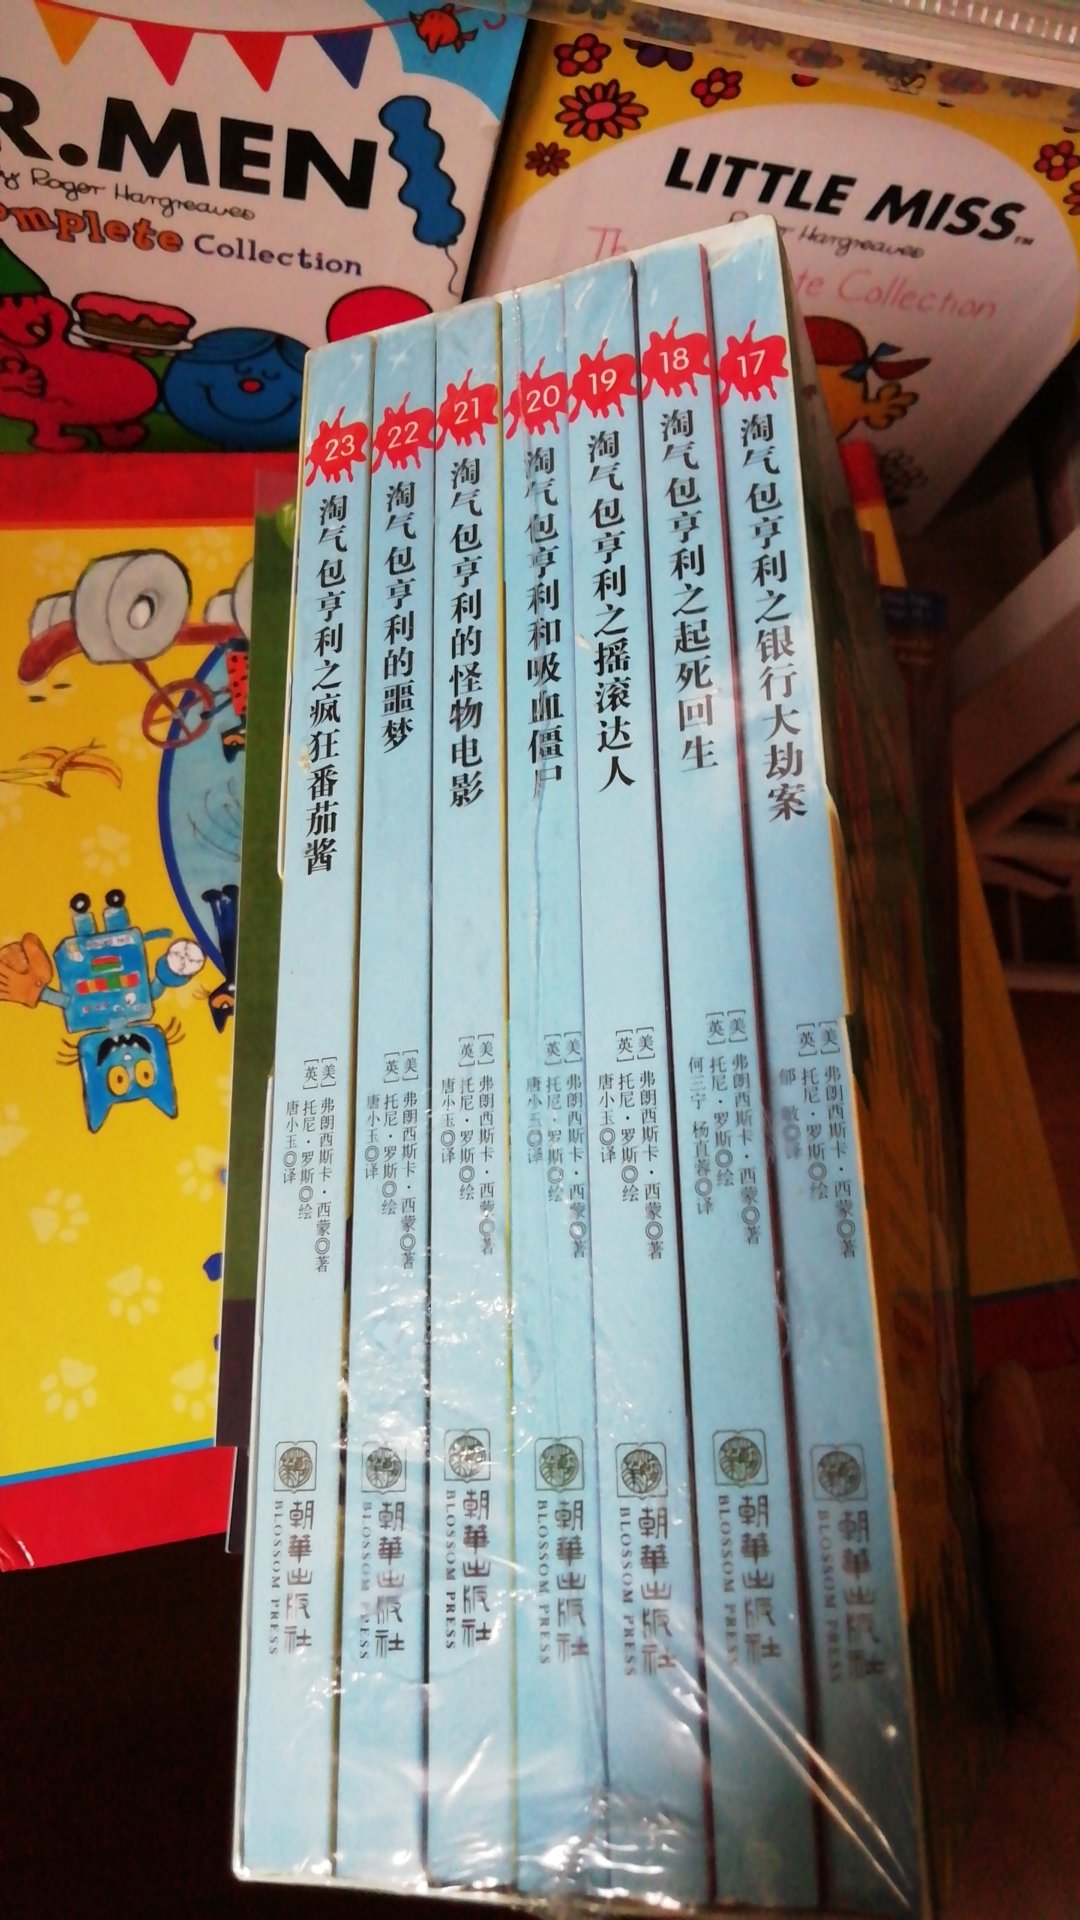 R.MEN
by Roger Hargreaves
omplete Collection
LITTLE MISS™
Hargreaves
Collection
23
淘气包亨利之疯狂番茄酱
[美]弗朗西斯卡·西蒙◎著
[英]托尼·罗斯◎绘
唐小玉◎译
朝華出版社
BLOSSOM PRESS
22
淘气包亨利的噩梦
[美]弗朗西斯卡·西蒙◎著
[英]托尼·罗斯◎绘
唐小玉◎译
朝華出版社
BLOSSOM PRESS
21
淘气包亨利的怪物电影
[美]弗朗西斯卡·西蒙◎著
[英]托尼·罗斯◎绘
唐小玉◎译
朝華出版社
BLOSSOM PRESS
20
淘气包亨利和吸血僵尸
[美]弗朗西斯卡·西蒙◎著
[英]托尼·罗斯◎绘
唐小玉◎译
朝華出版社
BLOSSOM PRESS
19
淘气包亨利之摇滚达人
[美]弗朗西斯卡·西蒙◎著
[英]托尼·罗斯◎绘
唐小玉◎译
朝華出版社
BLOSSOM PRESS
18
淘气包亨利之起死回生
[美]弗朗西斯卡·西蒙◎著
[英]托尼·罗斯◎绘
何三宁 杨直蓉◎译
朝華出版社
BLOSSOM PRESS
17
淘气包亨利之银行大劫案
[美]弗朗西斯卡·西蒙◎著
[英]托尼·罗斯◎绘
敏◎译
朝華出版社
BLOSSOM PRESS